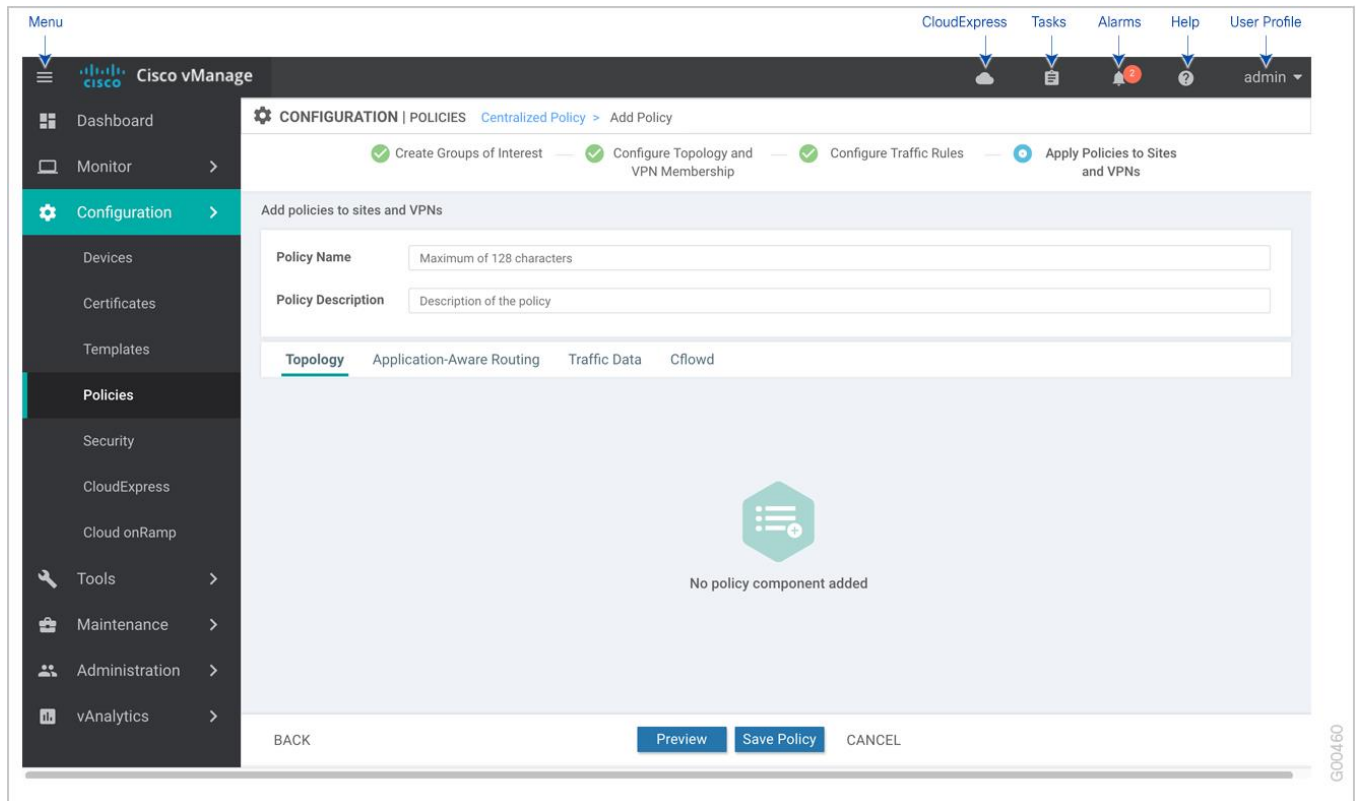 Menu CloudExpress Tasks Alarms Help User Profile
cisco Cisco vManage 2 admin
Dashboard
Monitor
Configuration
Devices
Certificates
Templates
Policies
Security
CloudExpress
Cloud onRamp
Tools
Maintenance
Administration
vAnalytics
CONFIGURATION | POLICIES Centralized Policy > Add Policy
Create Groups of Interest
Configure Topology and
VPN Membership
Configure Traffic Rules
Apply Policies to Sites
and VPNs
Add policies to sites and VPNs
Policy Name Maximum of 128 characters
Policy Description Description of the policy
Topology Application-Aware Routing Traffic Data Cflowd
No policy component added
BACK Preview Save Policy CANCEL
G00460